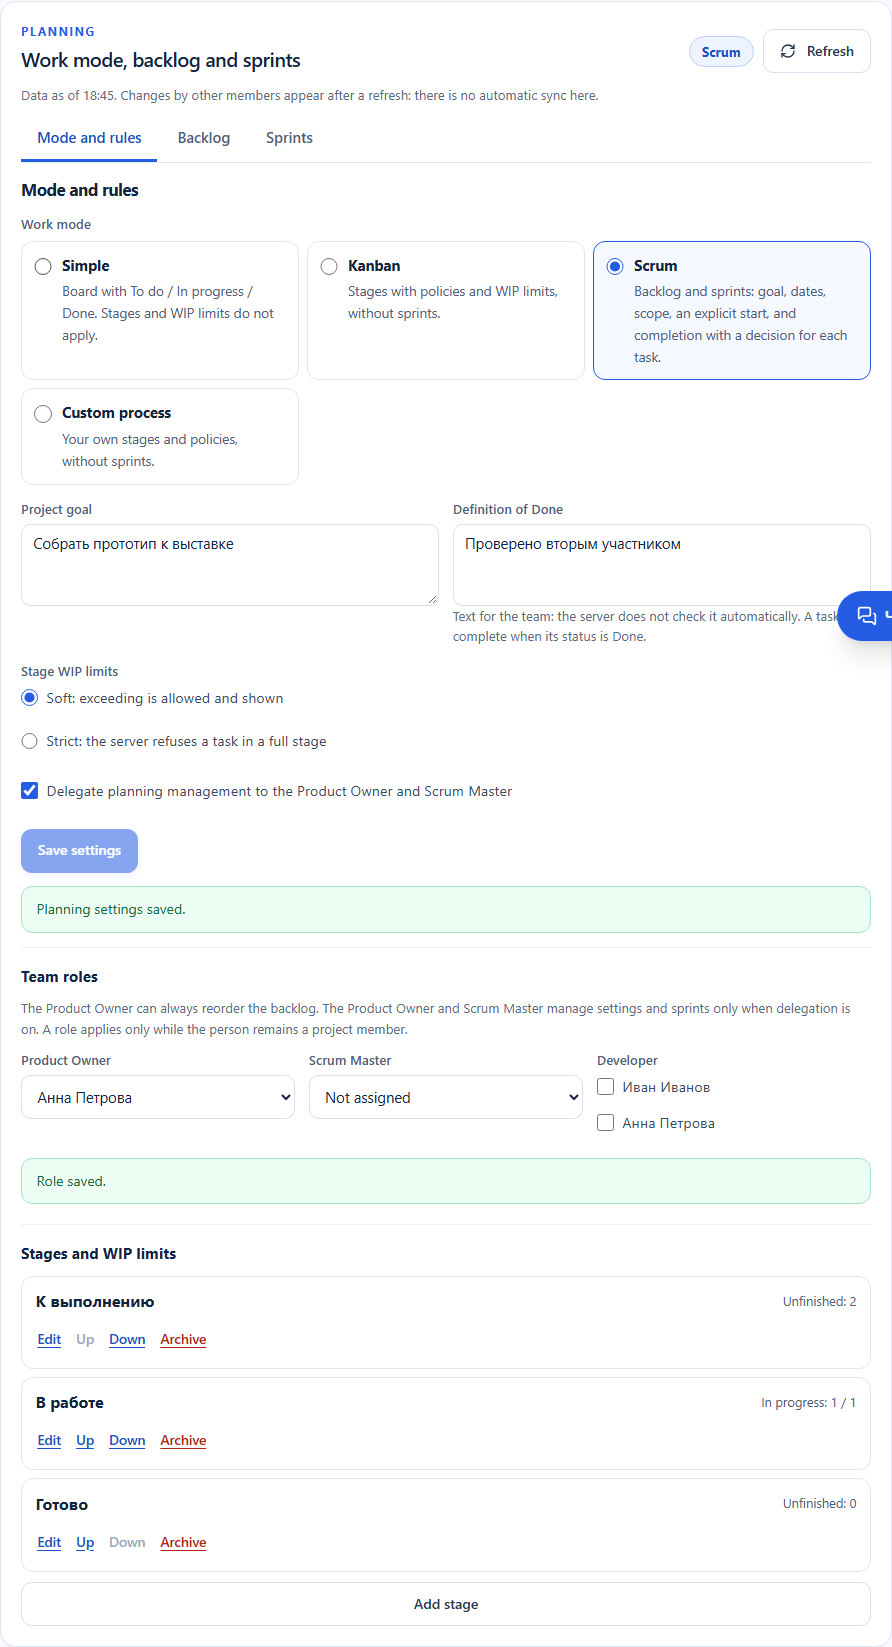 PLANNING
Work mode, backlog and sprints
Scrum
Refresh
Data as of 18:45. Changes by other members appear after a refresh: there is no automatic sync here.
Mode and rules
Backlog
Sprints
Mode and rules
Work mode
Simple
Board with To do / In progress /
Done. Stages and WIP limits do not
apply.
Kanban
Stages with policies and WIP limits,
without sprints.
Scrum
Backlog and sprints: goal, dates,
scope, an explicit start, and
completion with a decision for each
task.
Custom process
Your own stages and policies,
without sprints.
Project goal
Собрать прототип к выставке
Definition of Done
Проверено вторым участником
Text for the team: the server does not check it automatically. A task
complete when its status is Done.
Stage WIP limits
Soft: exceeding is allowed and shown
Strict: the server refuses a task in a full stage
Delegate planning management to the Product Owner and Scrum Master
Save settings
Planning settings saved.
Team roles
The Product Owner can always reorder the backlog. The Product Owner and Scrum Master manage settings and sprints only when delegation is
on. A role applies only while the person remains a project member.
Product Owner
Анна Петрова
Scrum Master
Not assigned
Developer
Иван Иванов
Анна Петрова
Role saved.
Stages and WIP limits
К выполнению
Unfinished: 2
Edit Up Down Archive
В работе
In progress: 1 / 1
Edit Up Down Archive
Готово
Unfinished: 0
Edit Up Down Archive
Add stage